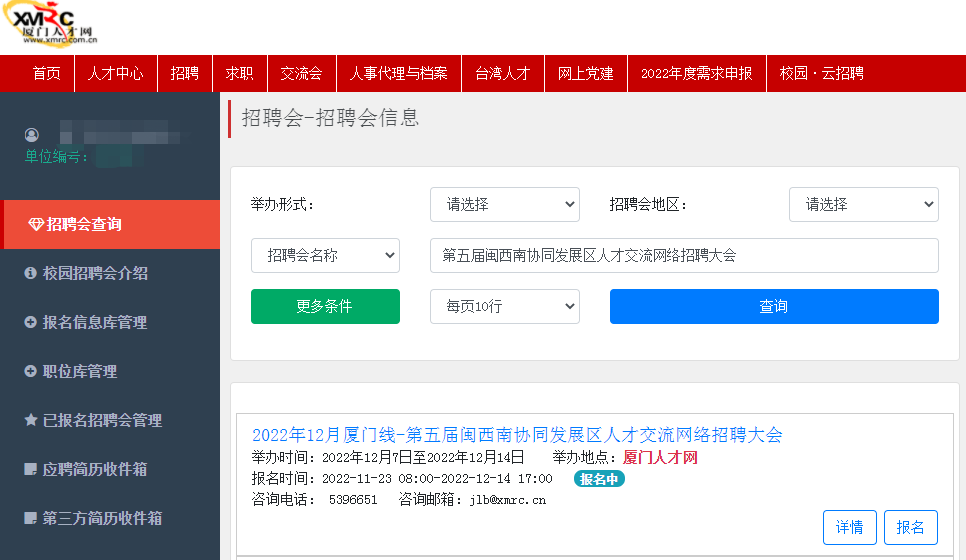 XMRC
厦门人才网
www.xmrc.com.cn
首页 人才中心 招聘 求职 交流会 人事代理与档案 台湾人才 网上党建 2022年度需求申报 校园·云招聘
单位编号：
招聘会查询
校园招聘会介绍
报名信息库管理
职位库管理
已报名招聘会管理
应聘简历收件箱
第三方简历收件箱
招聘会-招聘会信息
举办形式： 请选择 招聘会地区： 请选择
招聘会名称 第五届闽西南协同发展区人才交流网络招聘大会
更多条件 每页10行 查询
2022年12月厦门线-第五届闽西南协同发展区人才交流网络招聘大会
举办时间：2022年12月7日至2022年12月14日 举办地点：厦门人才网
报名时间：2022-11-23 08:00-2022-12-14 17:00 报名中
咨询电话： 5396651 咨询邮箱：jlb@xmrc.cn
详情 报名